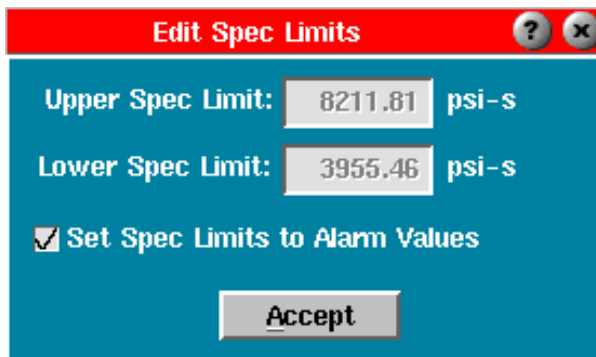 Edit Spec Limits ? x
Upper Spec Limit: 8211.81 psi-s
Lower Spec Limit: 3955.46 psi-s
Set Spec Limits to Alarm Values
Accept